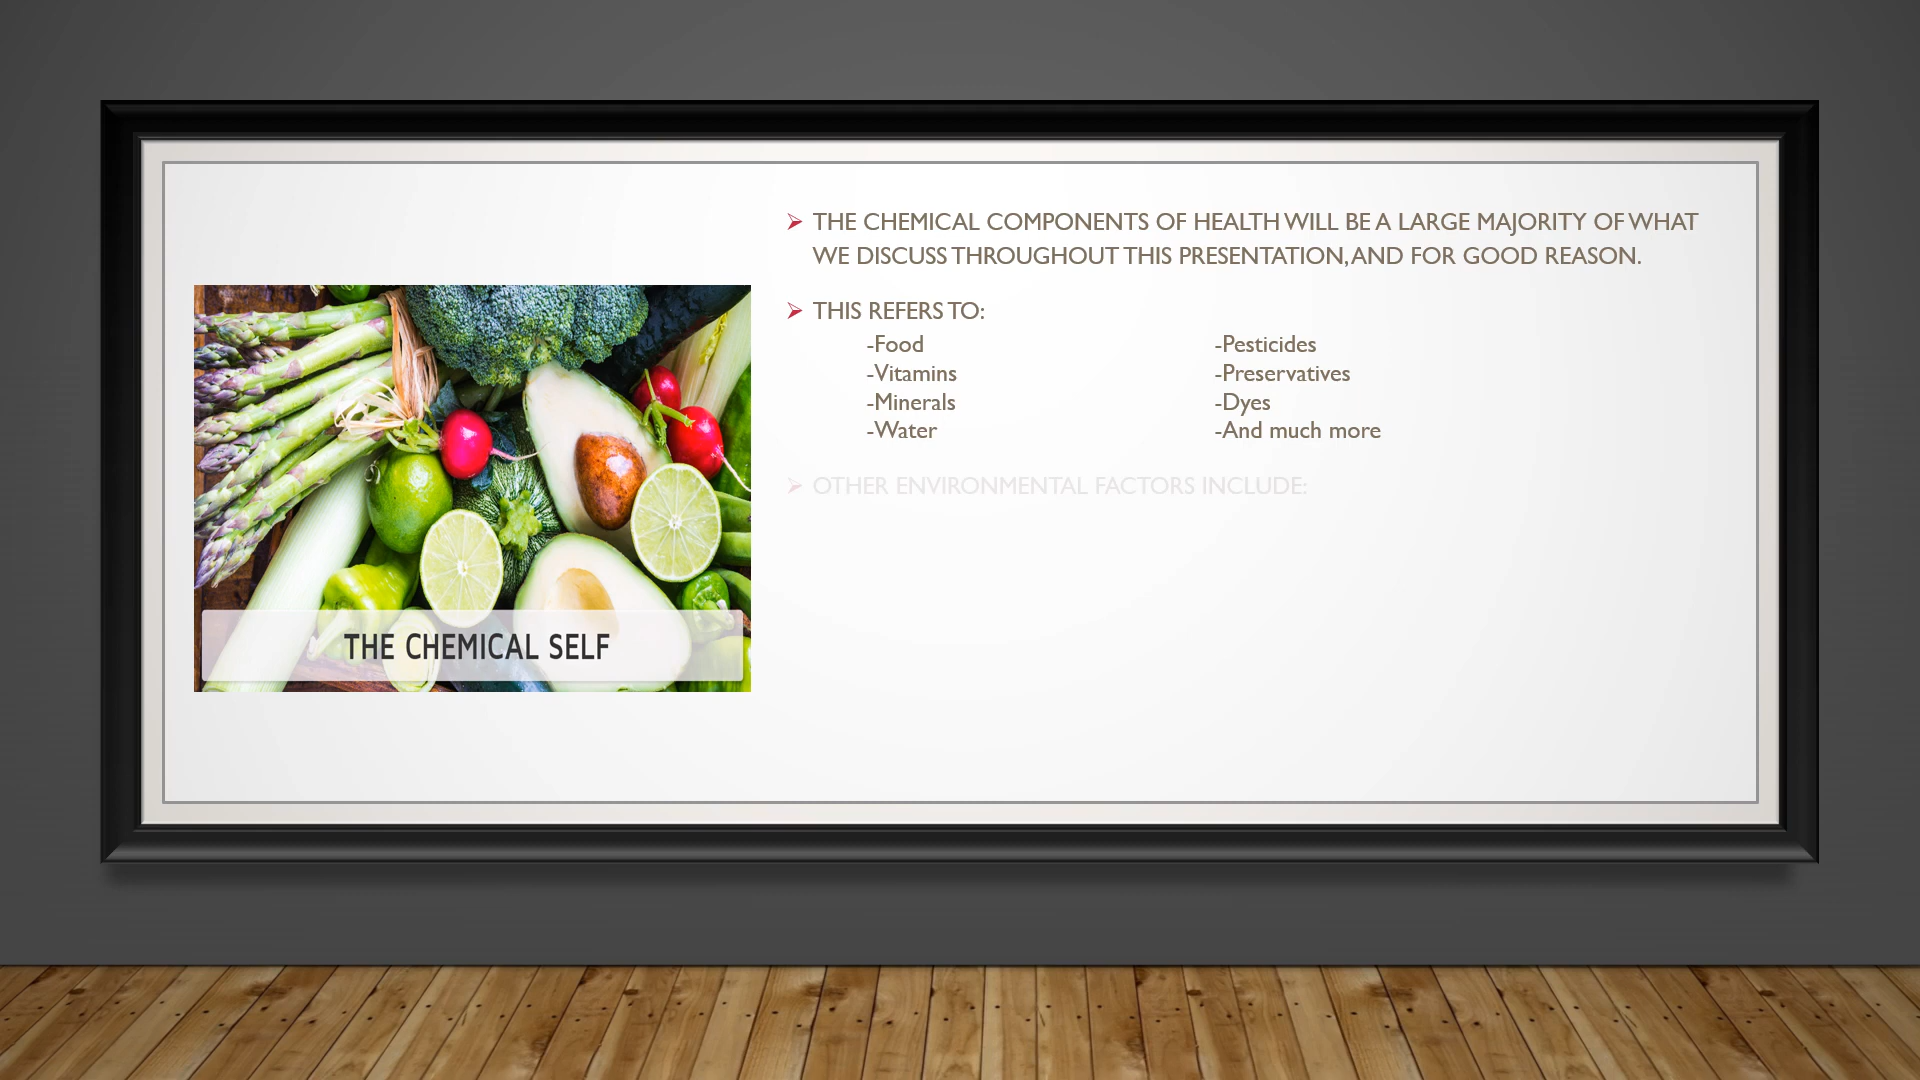 THE CHEMICAL COMPONENTS OF HEALTH WILL BE A LARGE MAJORITY OF WHAT
WE DISCUSS THROUGHOUT THIS PRESENTATION, AND FOR GOOD REASON.
THIS REFERS TO:
-Food
-Vitamins
-Minerals
-Water
-Pesticides
-Preservatives
-Dyes
-And much more
OTHER ENVIRONMENTAL FACTORS INCLUDE:
THE CHEMICAL SELF